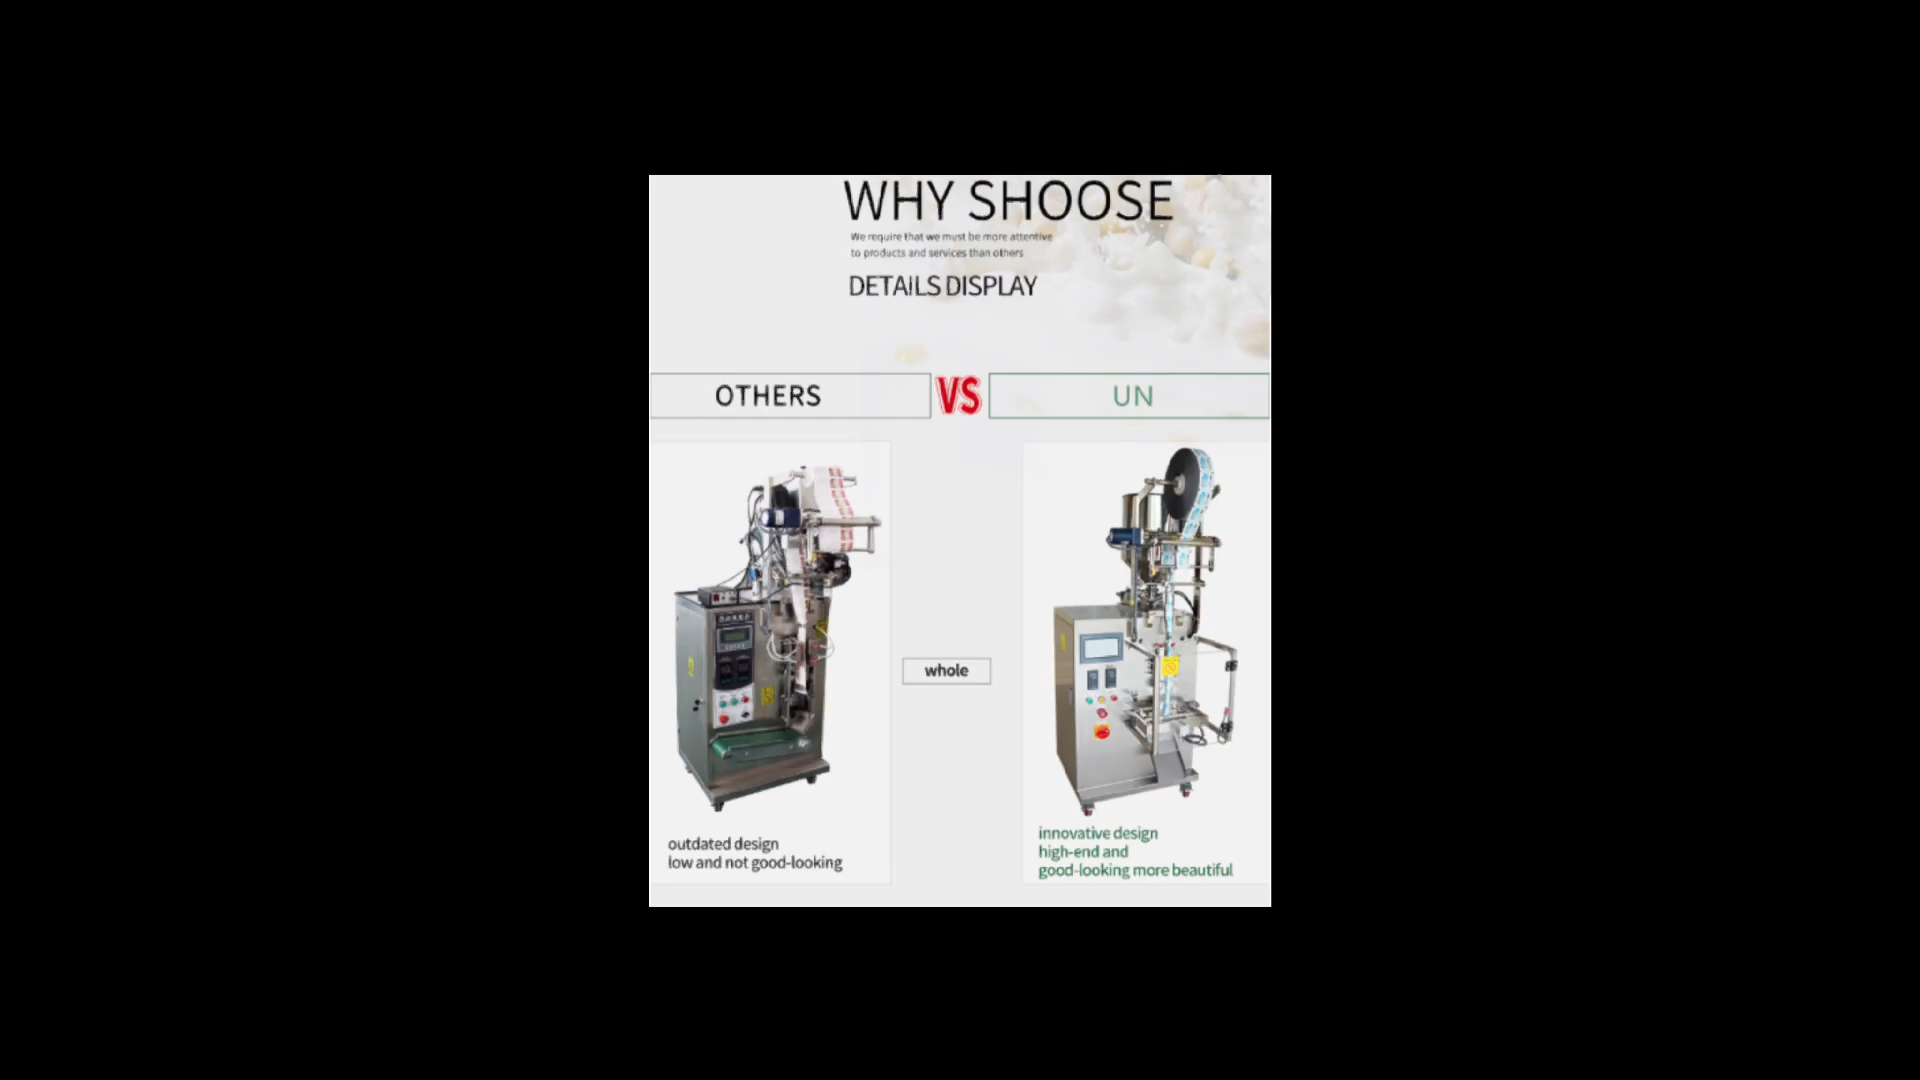 WHY SHOOSE
We require that we must be more attentive
to products and services than others
DETAILS DISPLAY
OTHERS
VS
UN
whole
outdated design
low and not good-looking
innovative design
high-end and
good-looking more beautiful